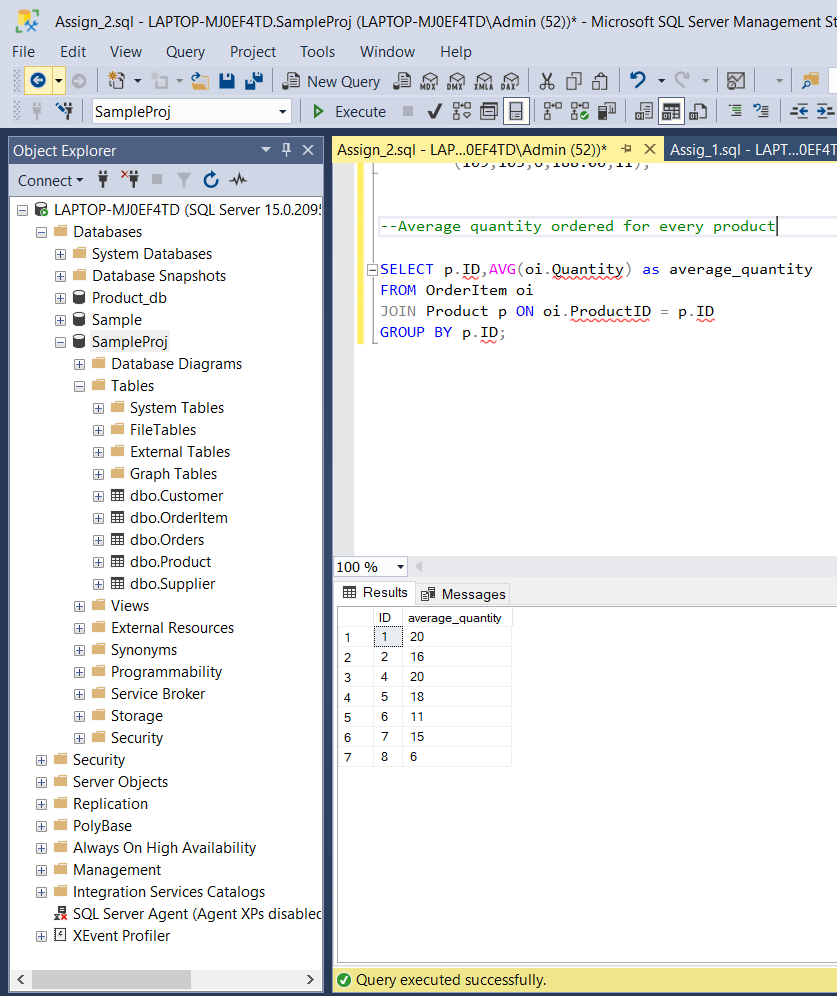 Assign_2.sql - LAPTOP-MJ0EF4TD.SampleProj (LAPTOP-MJ0EF4TD\Admin (52))* - Microsoft SQL Server Management St
File Edit View Query Project Tools Window Help
New Query MDX DMX XMLA DAX
SampleProj Execute
Object Explorer
Connect
LAPTOP-MJ0EF4TD (SQL Server 15.0.2095
Databases
System Databases
Database Snapshots
Product_db
Sample
SampleProj
Database Diagrams
Tables
System Tables
FileTables
External Tables
Graph Tables
dbo.Customer
dbo.OrderItem
dbo.Orders
dbo.Product
dbo.Supplier
Views
External Resources
Synonyms
Programmability
Service Broker
Storage
Security
Security
Server Objects
Replication
PolyBase
Always On High Availability
Management
Integration Services Catalogs
SQL Server Agent (Agent XPs disabled
XEvent Profiler
Assign_2.sql - LAP...0EF4TD\Admin (52))* Assig_1.sql - LAPT...0EF4T
(109,105,6,188.00,11);
--Average quantity ordered for every product
SELECT p.ID,AVG(oi.Quantity) as average_quantity
FROM OrderItem oi
JOIN Product p ON oi.ProductID = p.ID
GROUP BY p.ID;
100 %
Results Messages
ID average_quantity
1 1 20
2 2 16
3 4 20
4 5 18
5 6 11
6 7 15
7 8 6
Query executed successfully.